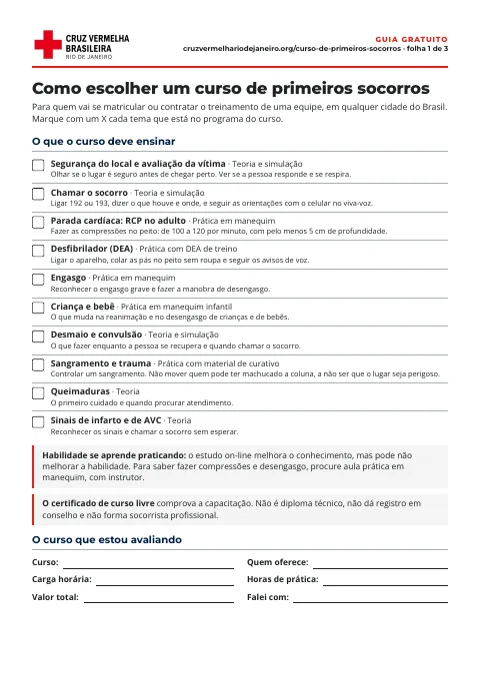 CRUZ VERMELHA
BRASILEIRA
RIO DE JANEIRO
GUIA GRATUITO
cruzvermelhariodejaneiro.org/curso-de-primeiros-socorros · folha 1 de 3
Como escolher um curso de primeiros socorros
Para quem vai se matricular ou contratar o treinamento de uma equipe, em qualquer cidade do Brasil.
Marque com um X cada tema que está no programa do curso.
O que o curso deve ensinar
Segurança do local e avaliação da vítima · Teoria e simulação
Olhar se o lugar é seguro antes de chegar perto. Ver se a pessoa responde e se respira.
Chamar o socorro · Teoria e simulação
Ligar 192 ou 193, dizer o que houve e onde, e seguir as orientações com o celular no viva-voz.
Parada cardíaca: RCP no adulto · Prática em manequim
Fazer as compressões no peito: de 100 a 120 por minuto, com pelo menos 5 cm de profundidade.
Desfibrilador (DEA) · Prática com DEA de treino
Ligar o aparelho, colar as pás no peito sem roupa e seguir os avisos de voz.
Engasgo · Prática em manequim
Reconhecer o engasgo grave e fazer a manobra de desengasgo.
Criança e bebê · Prática em manequim infantil
O que muda na reanimação e no desengasgo de crianças e de bebês.
Desmaio e convulsão · Teoria e simulação
O que fazer enquanto a pessoa se recupera e quando chamar o socorro.
Sangramento e trauma · Prática com material de curativo
Controlar um sangramento. Não mover quem pode ter machucado a coluna, a não ser que o lugar seja perigoso.
Queimaduras · Teoria
O primeiro cuidado e quando procurar atendimento.
Sinais de infarto e de AVC · Teoria
Reconhecer os sinais e chamar o socorro sem esperar.
Habilidade se aprende praticando: o estudo on-line melhora o conhecimento, mas pode não
melhorar a habilidade. Para saber fazer compressões e desengasgo, procure aula prática em
manequim, com instrutor.
O certificado de curso livre comprova a capacitação. Não é diploma técnico, não dá registro em
conselho e não forma socorrista profissional.
O curso que estou avaliando
Curso:
Quem oferece:
Carga horária:
Horas de prática:
Valor total:
Falei com: